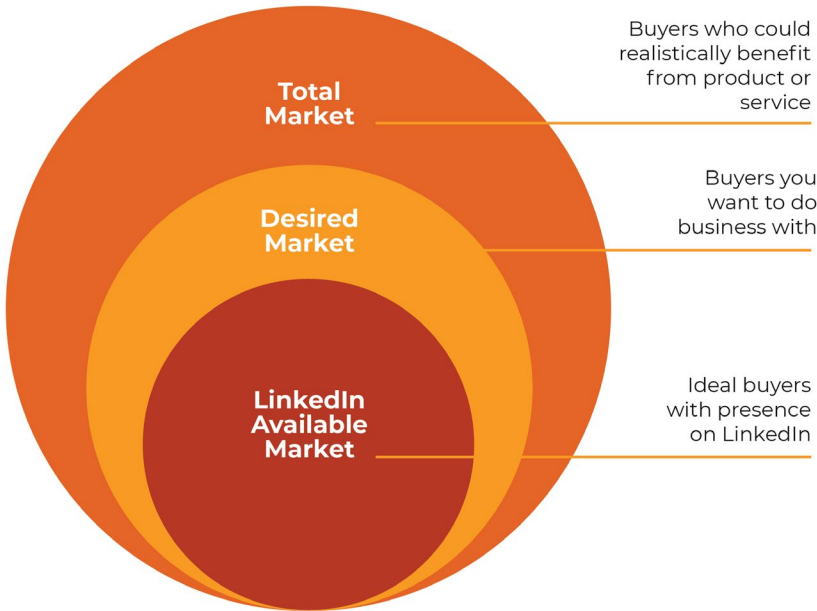 Total
Market
Buyers who could
realistically benefit
from product or
service
Desired
Market
Buyers you
want to do
business with
LinkedIn
Available
Market
Ideal buyers
with presence
on LinkedIn